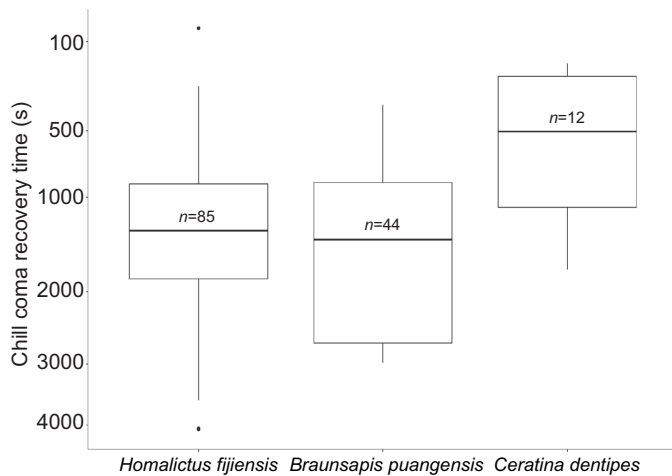 Chill coma recovery time (s)
100
500
1000
2000
3000
4000
n=85
n=44
n=12
Homalictus fijiensis
Braunsapis puangensis
Ceratina dentipes